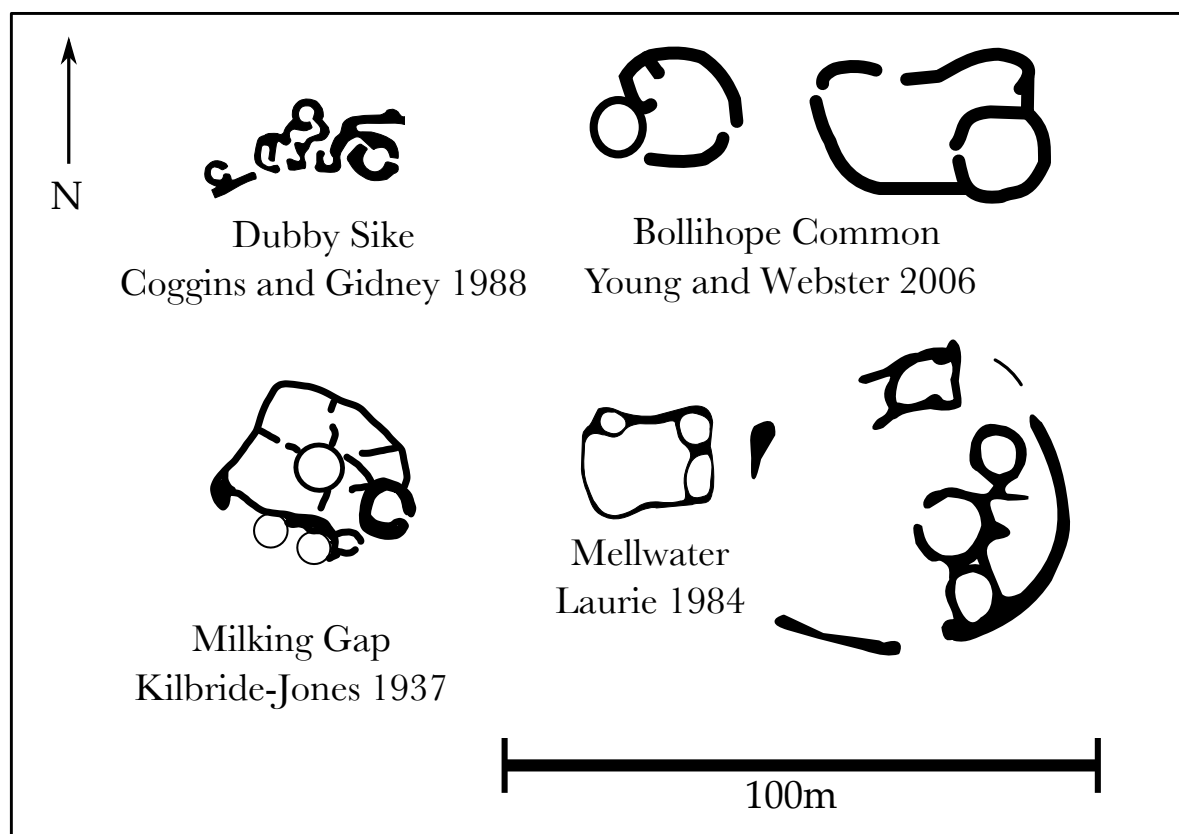 N
Dubby Sike
Coggins and Gidney 1988
Bollihope Common
Young and Webster 2006
Milking Gap
Kilbride-Jones 1937
Mellwater
Laurie 1984
100m